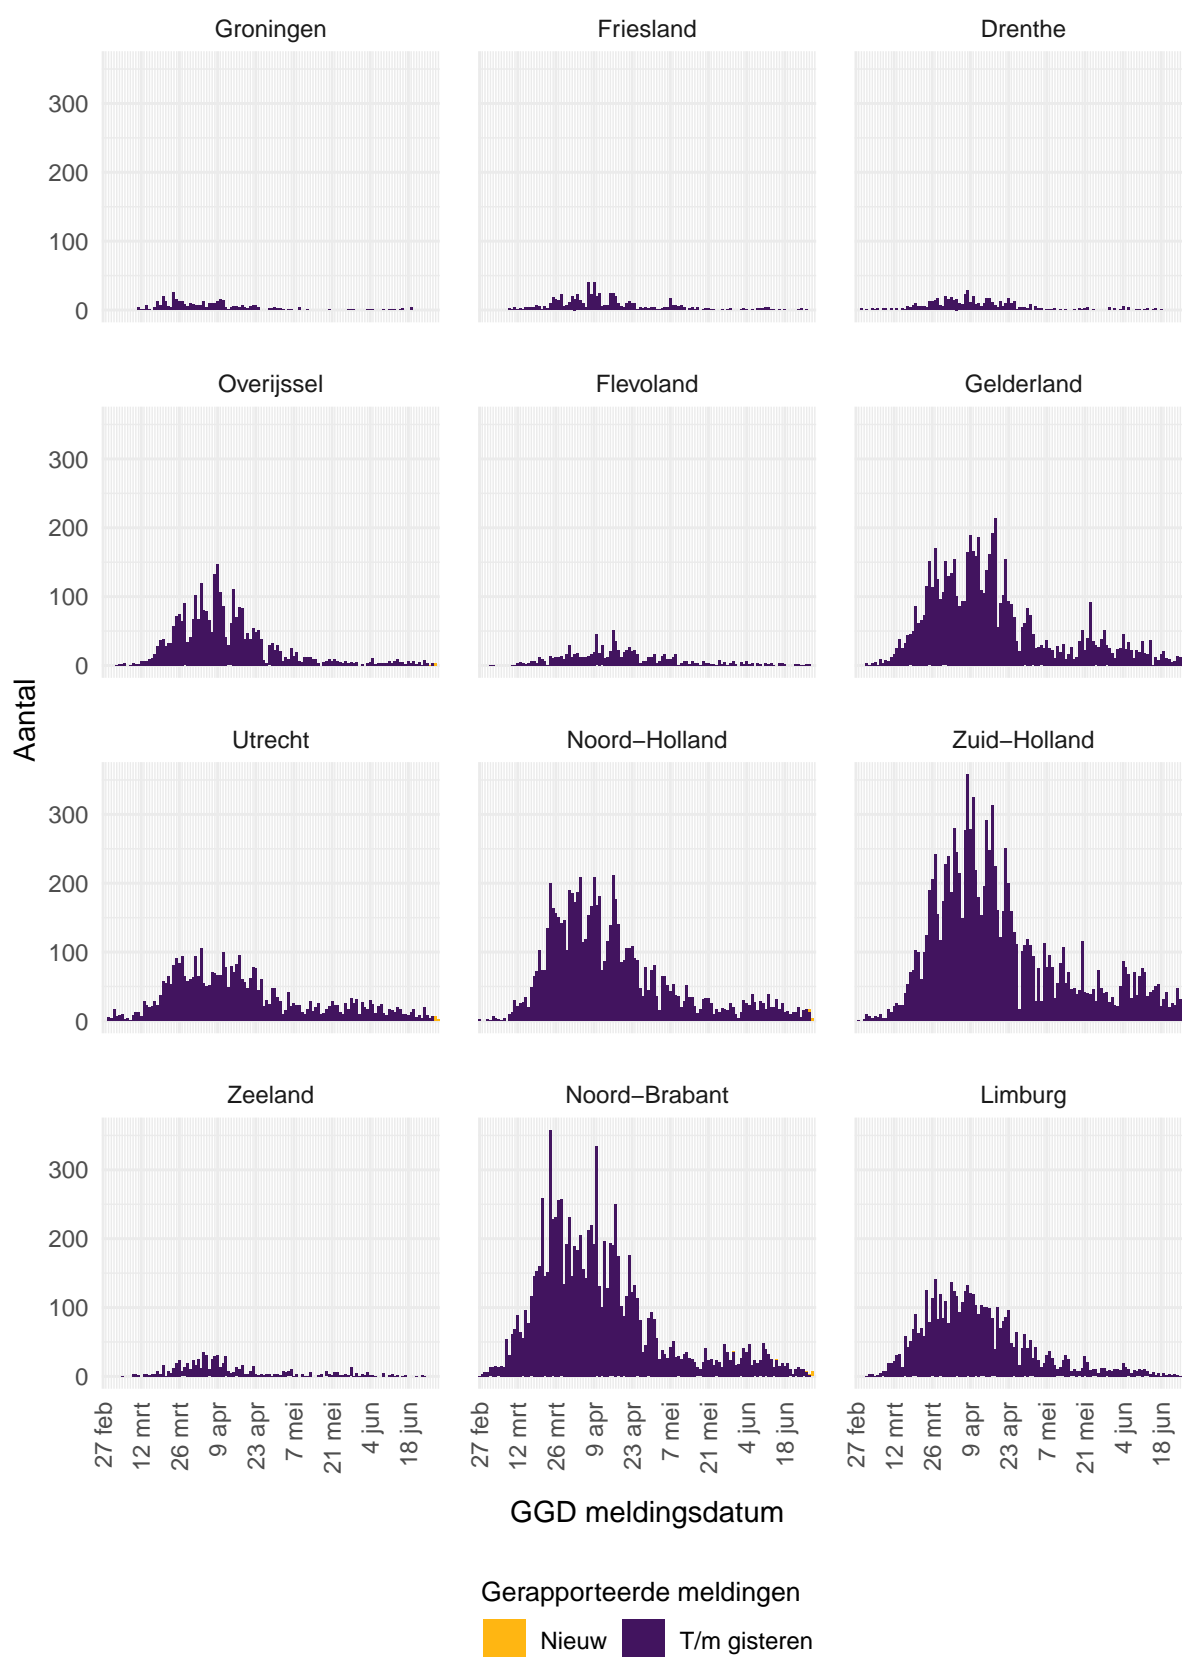 Groningen Friesland Drenthe
300
200
100
0
Overijssel Flevoland Gelderland
300
200
100
0
Aantal
Utrecht Noord−Holland Zuid−Holland
300
200
100
0
Zeeland Noord−Brabant Limburg
300
200
100
0
27 feb 12 mrt 26 mrt 9 apr 23 apr 7 mei 21 mei 4 jun 18 jun 27 feb 12 mrt 26 mrt 9 apr 23 apr 7 mei 21 mei 4 jun 18 jun 27 feb 12 mrt 26 mrt 9 apr 23 apr 7 mei 21 mei 4 jun 18 jun
GGD meldingsdatum
Gerapporteerde meldingen
Nieuw T/m gisteren